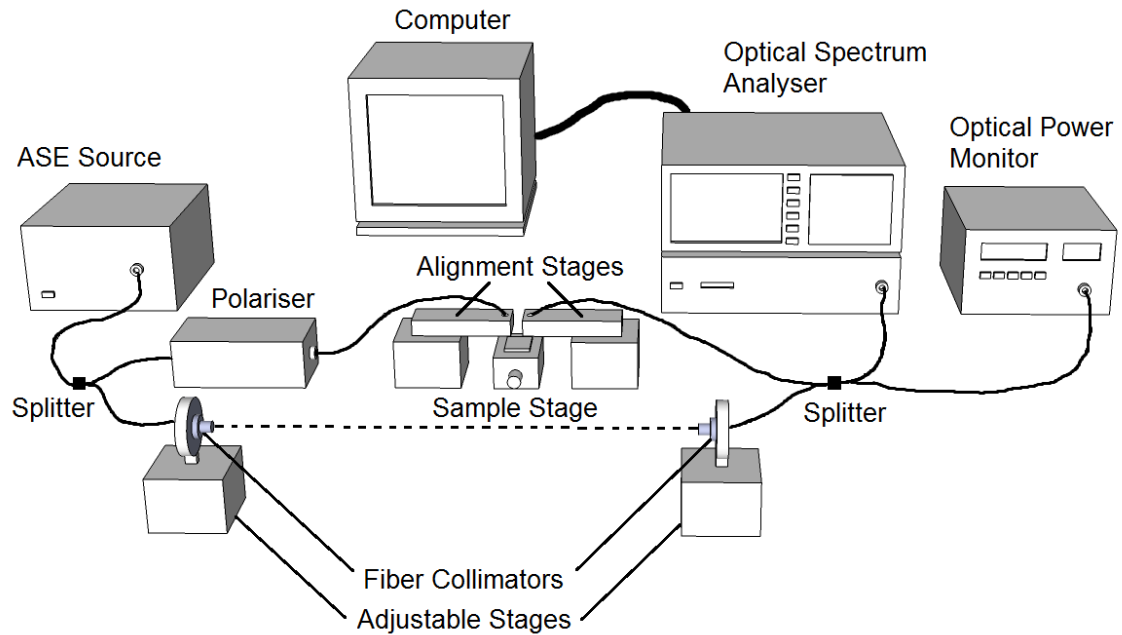 Computer
Optical Spectrum
Analyser
Optical Power
Monitor
ASE Source
Alignment Stages
Polariser
Splitter
Sample Stage
Splitter
Fiber Collimators
Adjustable Stages